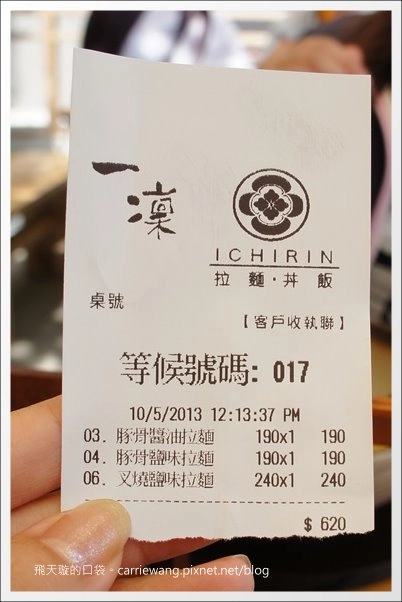 一
凜
ICHIRIN
拉麵·丼飯
桌號
【客戶收執聯】
等候號碼: 017
10/5/2013 12:13:37 PM
03. 豚骨醬油拉麵 190x1 190
04. 豚骨鹽味拉麵 190x1 190
06. 叉燒鹽味拉麵 240x1 240
$ 620
飛天璇的口袋 - carriewang.pixnet.net/blog